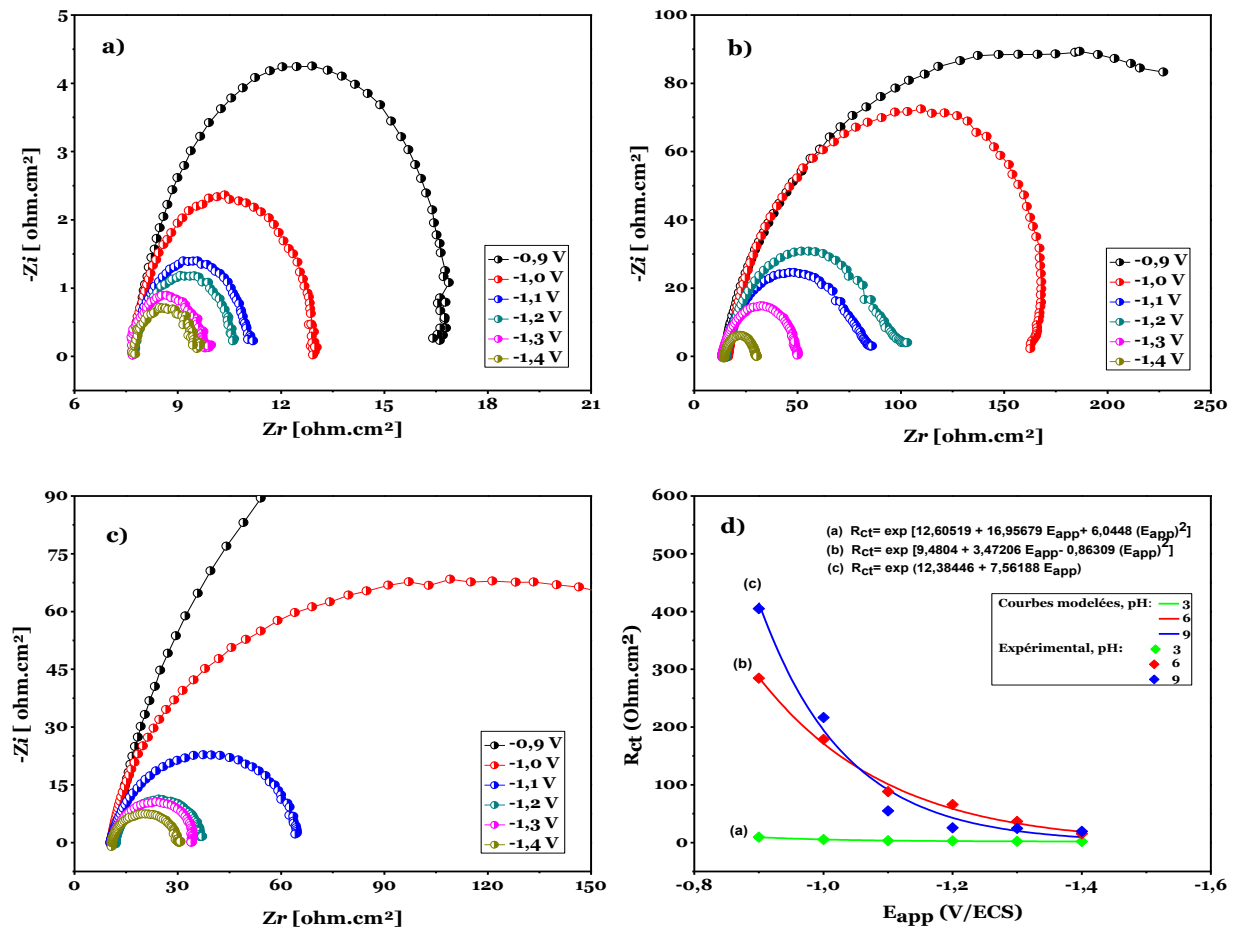 a)
-Zi [ ohm.cm²]
5
4
3
2
1
0
6
9
12
15
18
21
Zr [ohm.cm²]
-0,9 V
-1,0 V
-1,1 V
-1,2 V
-1,3 V
-1,4 V
b)
-Zi [ ohm.cm²]
100
80
60
40
20
0
0
50
100
150
200
250
Zr [ohm.cm²]
-0,9 V
-1,0 V
-1,1 V
-1,2 V
-1,3 V
-1,4 V
c)
-Zi [ ohm.cm²]
90
75
60
45
30
15
0
0
30
60
90
120
150
Zr [ohm.cm²]
-0,9 V
-1,0 V
-1,1 V
-1,2 V
-1,3 V
-1,4 V
d)
Rct (Ohm.cm²)
600
500
400
300
200
100
0
-0,8
-1,0
-1,2
-1,4
-1,6
Eapp (V/ECS)
(a) Rct= exp [12,60519 + 16,95679 Eapp+ 6,0448 (Eapp)²]
(b) Rct= exp [9,4804 + 3,47206 Eapp- 0,86309 (Eapp)²]
(c) Rct= exp (12,38446 + 7,56188 Eapp)
Courbes modelées, pH: 3
6
9
Expérimental, pH: 3
6
9
(c)
(b)
(a)